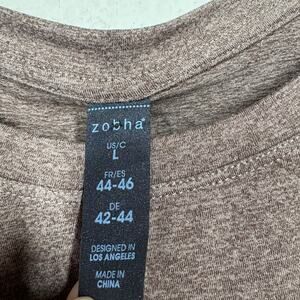 zobha®
US/C
L
FR/ES
44-46
DE
42-44
DESIGNED IN
LOS ANGELES
MADE IN
CHINA